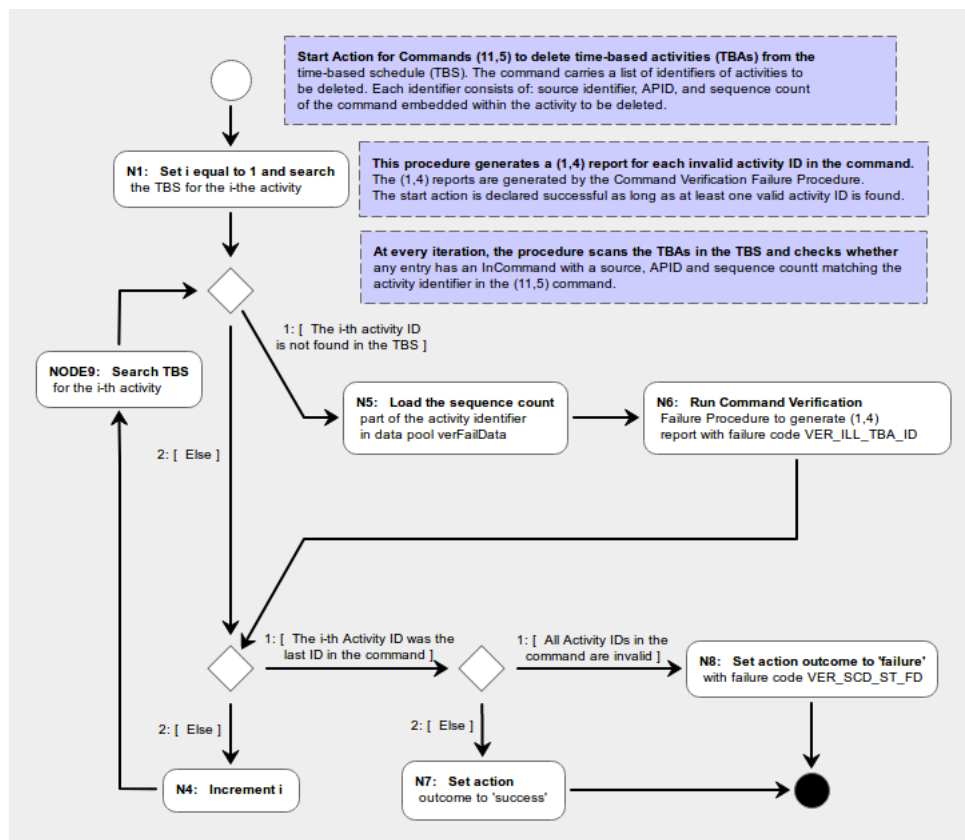 Start Action for Commands (11,5) to delete time-based activities (TBAs) from the
time-based schedule (TBS). The command carries a list of identifiers of activities to
be deleted. Each identifier consists of: source identifier, APID, and sequence count
of the command embedded within the activity to be deleted.
N1: Set i equal to 1 and search
the TBS for the i-the activity
This procedure generates a (1,4) report for each invalid activity ID in the command.
The (1,4) reports are generated by the Command Verification Failure Procedure.
The start action is declared successful as long as at least one valid activity ID is found.
At every iteration, the procedure scans the TBAs in the TBS and checks whether
any entry has an InCommand with a source, APID and sequence countt matching the
activity identifier in the (11,5) command.
1: [ The i-th activity ID
is not found in the TBS ]
NODE9: Search TBS
for the i-th activity
N5: Load the sequence count
part of the activity identifier
in data pool verFailData
N6: Run Command Verification
Failure Procedure to generate (1,4)
report with failure code VER_ILL_TBA_ID
2: [ Else ]
1: [ The i-th Activity ID was the
last ID in the command ]
1: [ All Activity IDs in the
command are invalid ]
N8: Set action outcome to 'failure'
with failure code VER_SCD_ST_FD
2: [ Else ]
2: [ Else ]
N4: Increment i
N7: Set action
outcome to 'success'